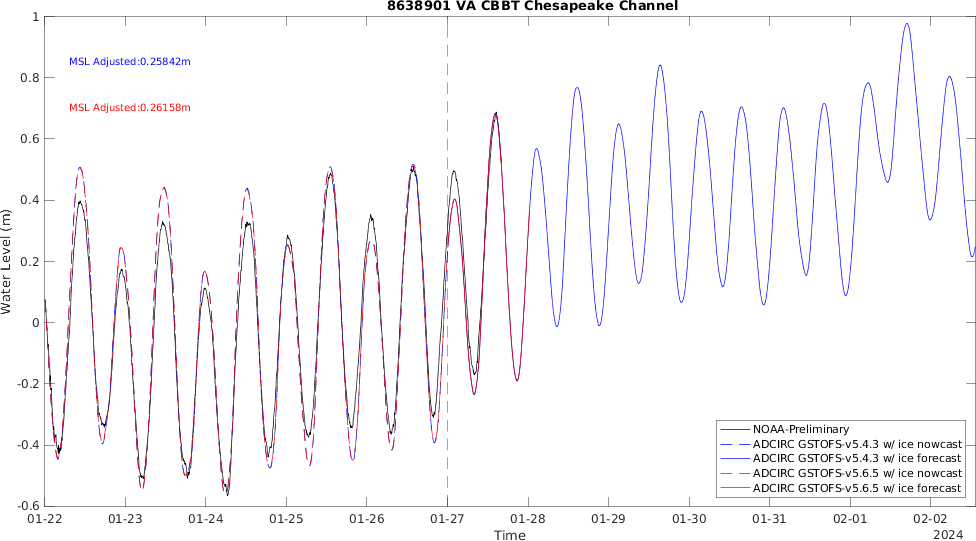 8638901 VA CBBT Chesapeake Channel
MSL Adjusted:0.25842m
MSL Adjusted:0.26158m
Water Level (m)
1
0.8
0.6
0.4
0.2
0
-0.2
-0.4
-0.6
NOAA-Preliminary
ADCIRC GSTOFS-v5.4.3 w/ ice nowcast
ADCIRC GSTOFS-v5.4.3 w/ ice forecast
ADCIRC GSTOFS-v5.6.5 w/ ice nowcast
ADCIRC GSTOFS-v5.6.5 w/ ice forecast
01-22 01-23 01-24 01-25 01-26 01-27 01-28 01-29 01-30 01-31 02-01 02-02
Time
2024